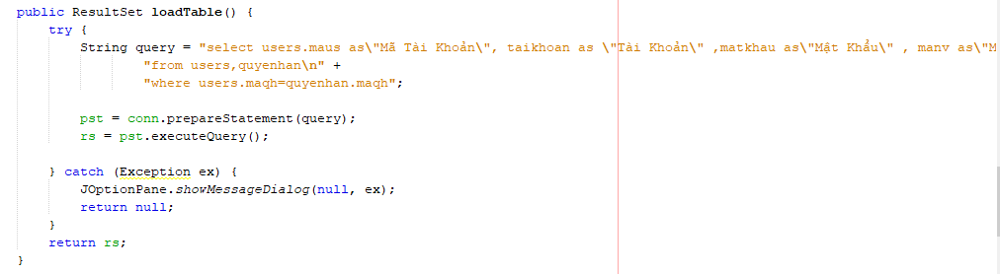 public ResultSet loadTable() {
try {
String query = "select users.maus as\"Mã Tài Khoản\", taikhoan as \"Tài Khoản\" ,matkhau as\"Mật Khẩu\" , manv as\"M
"from users,quyenhan\n" +
"where users.maqh=quyenhan.maqh";
pst = conn.prepareStatement(query);
rs = pst.executeQuery();
} catch (Exception ex) {
JOptionPane.showMessageDialog(null, ex);
return null;
}
return rs;
}